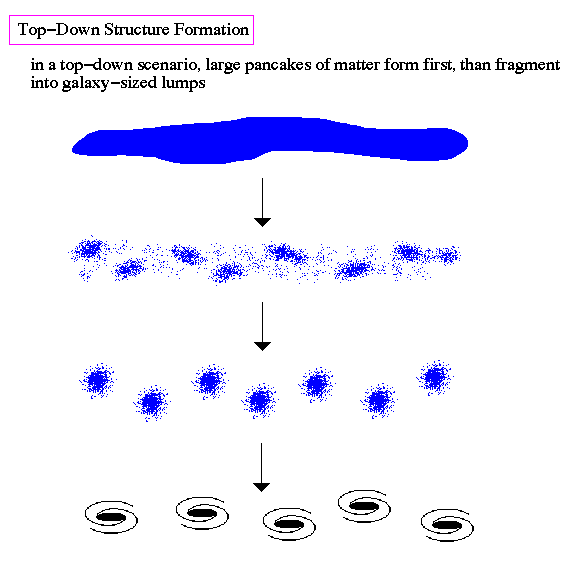 Top-Down Structure Formation
in a top-down scenario, large pancakes of matter form first, than fragment
into galaxy-sized lumps